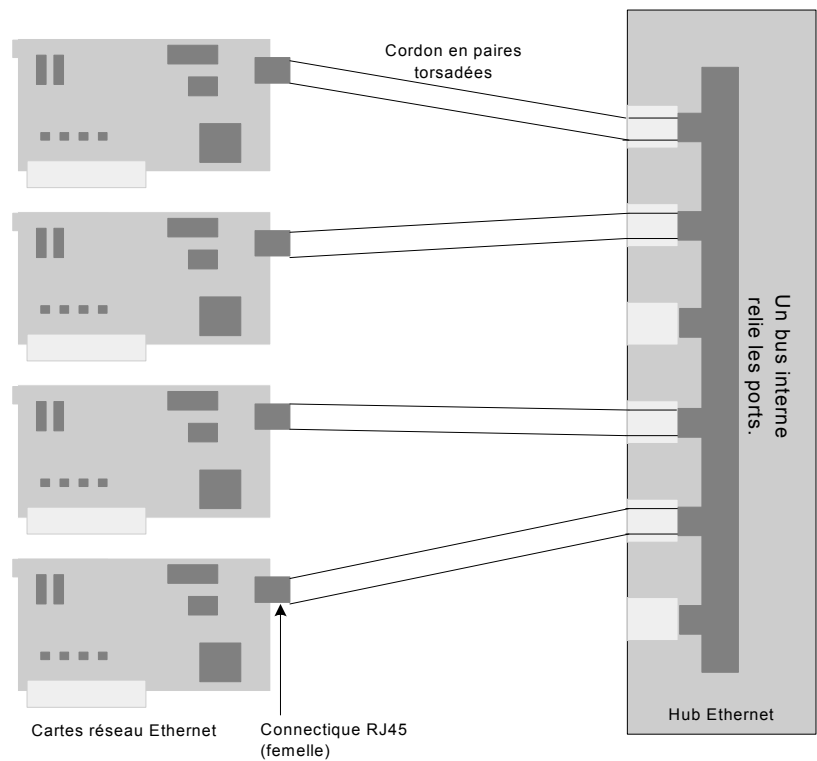 Cordon en paires
torsadées
Un bus interne
relie les ports.
Hub Ethernet
Cartes réseau Ethernet
Connectique RJ45
(femelle)